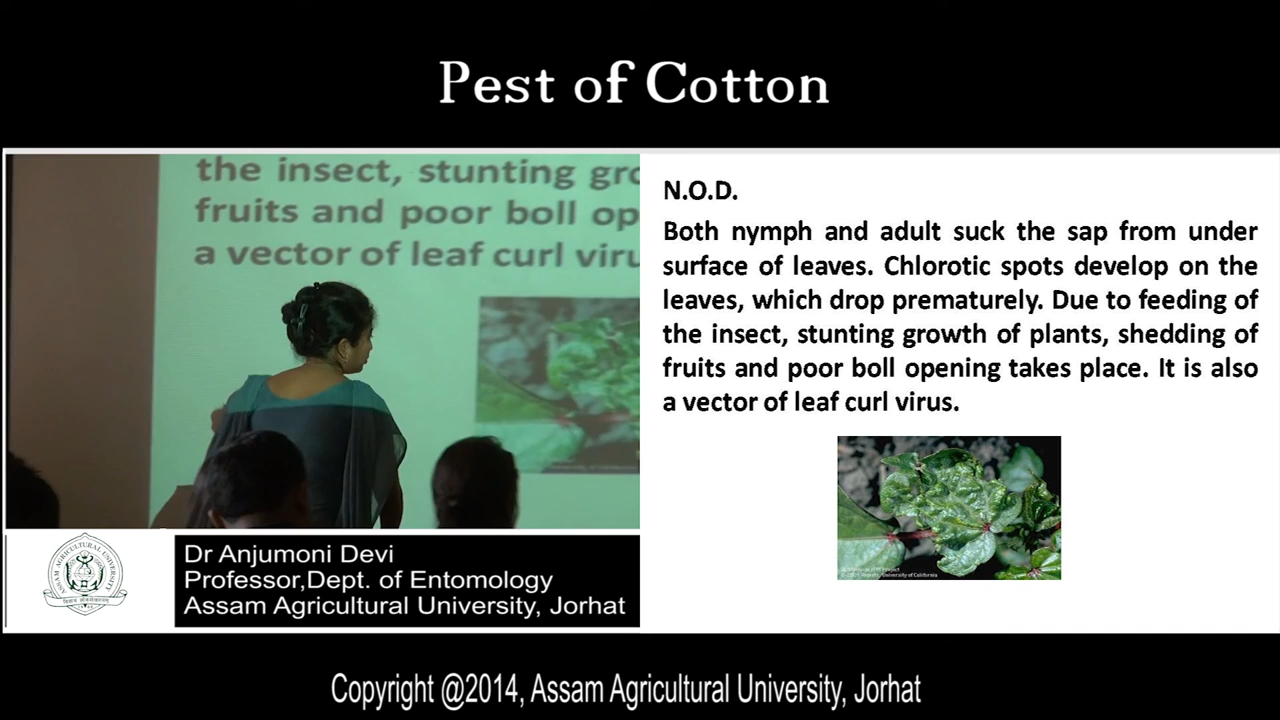 Pest of Cotton
the insect, stunting gro
fruits and poor boll op
a vector of leaf curl viru
N.O.D.
Both nymph and adult suck the sap from under
surface of leaves. Chlorotic spots develop on the
leaves, which drop prematurely. Due to feeding of
the insect, stunting growth of plants, shedding of
fruits and poor boll opening takes place. It is also
a vector of leaf curl virus.
ASSAM AGRICULTURAL UNIVERSITY
Dr Anjumoni Devi
Professor,Dept. of Entomology
Assam Agricultural University, Jorhat
Copyright @2014, Assam Agricultural University, Jorhat